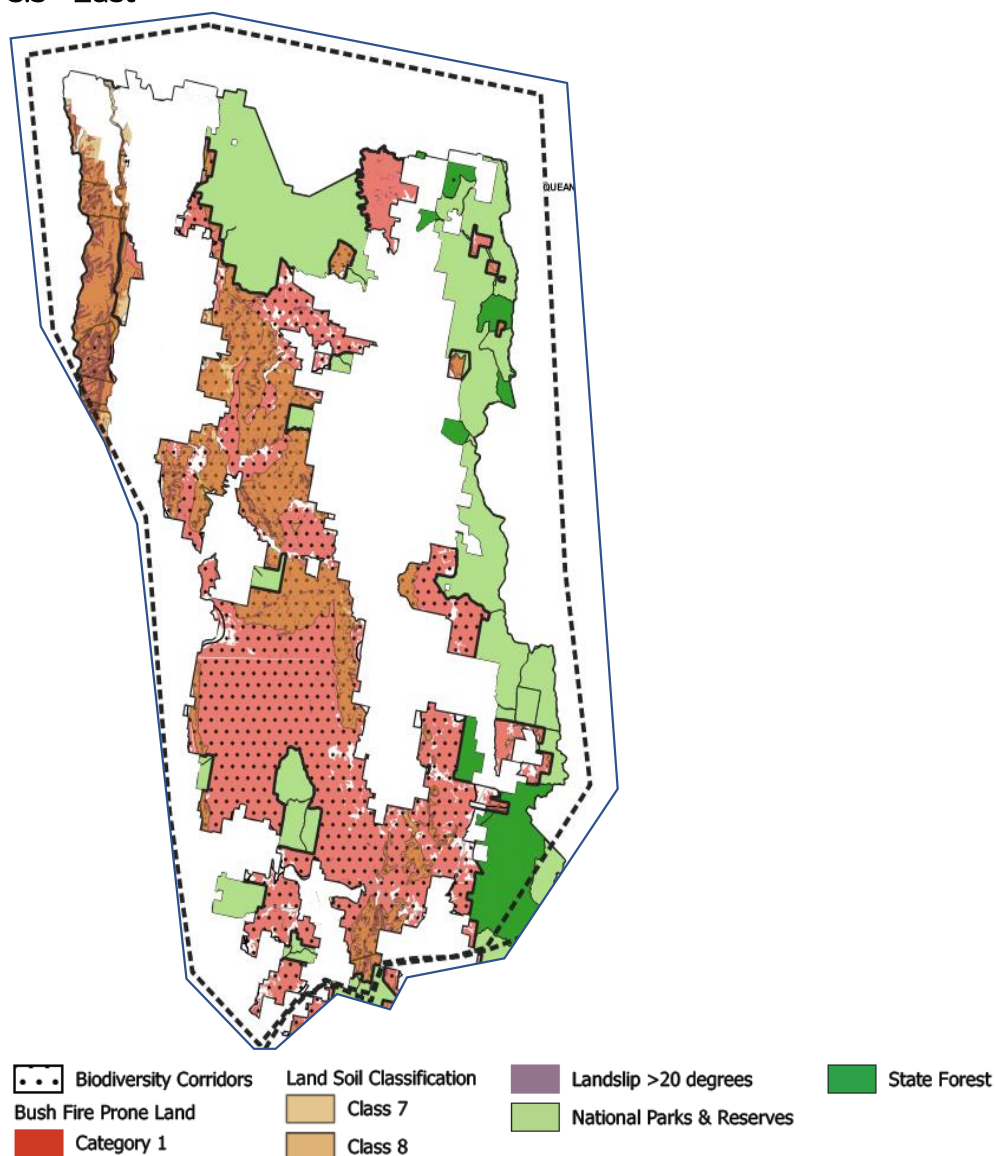 East
QUEAN
Biodiversity Corridors
Bush Fire Prone Land
Category 1
Land Soil Classification
Class 7
Class 8
Landslip >20 degrees
National Parks & Reserves
State Forest